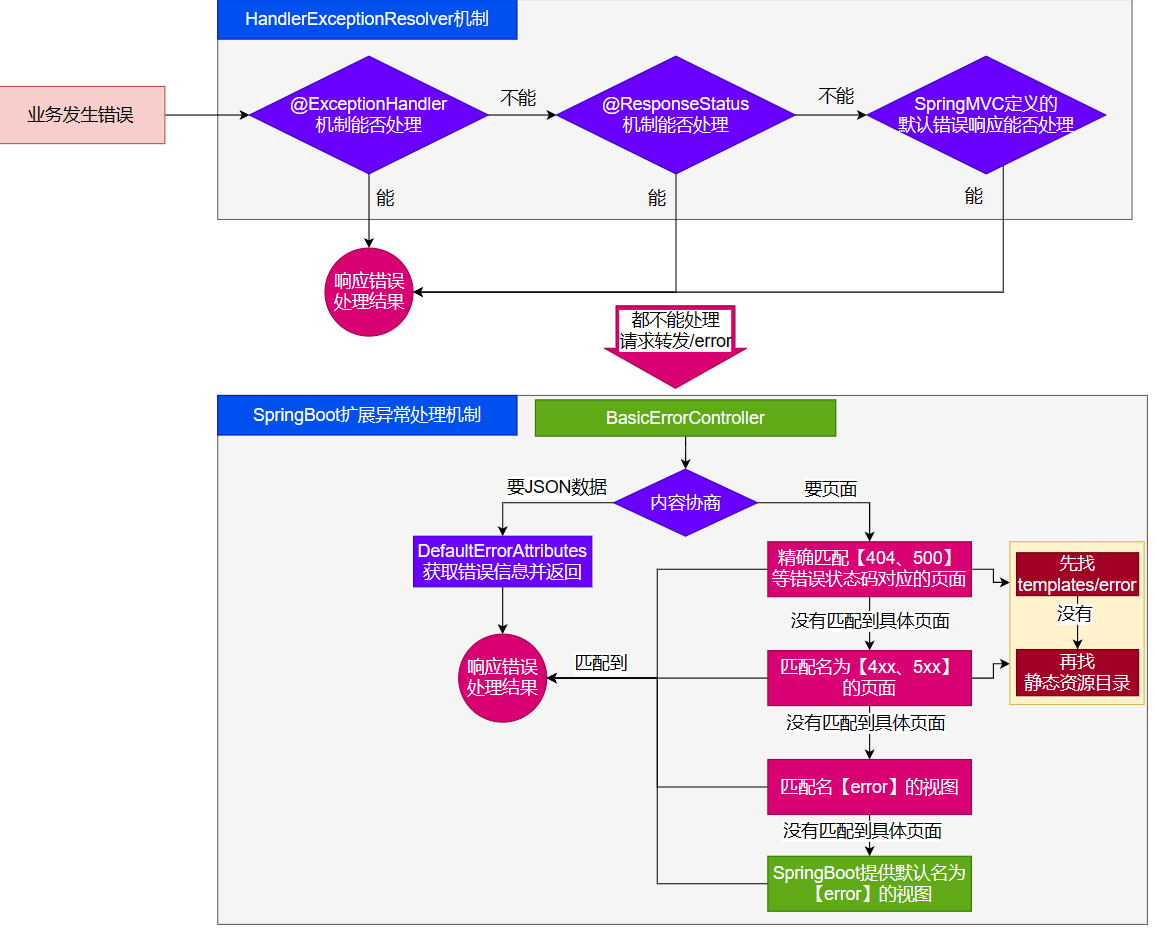 HandlerExceptionResolver机制
业务发生错误
@ExceptionHandler
机制能否处理
不能
@ResponseStatus
机制能否处理
不能
SpringMVC定义的
默认错误响应能否处理
能
能
能
响应错误
处理结果
都不能处理
请求转发/error
SpringBoot扩展异常处理机制
BasicErrorController
要JSON数据
内容协商
要页面
DefaultErrorAttributes
获取错误信息并返回
精确匹配【404、500】
等错误状态码对应的页面
先找
templates/error
没有
没有匹配到具体页面
响应错误
处理结果
匹配到
匹配名为【4xx、5xx】
的页面
再找
静态资源目录
没有匹配到具体页面
匹配名【error】的视图
没有匹配到具体页面
SpringBoot提供默认名为
【error】的视图